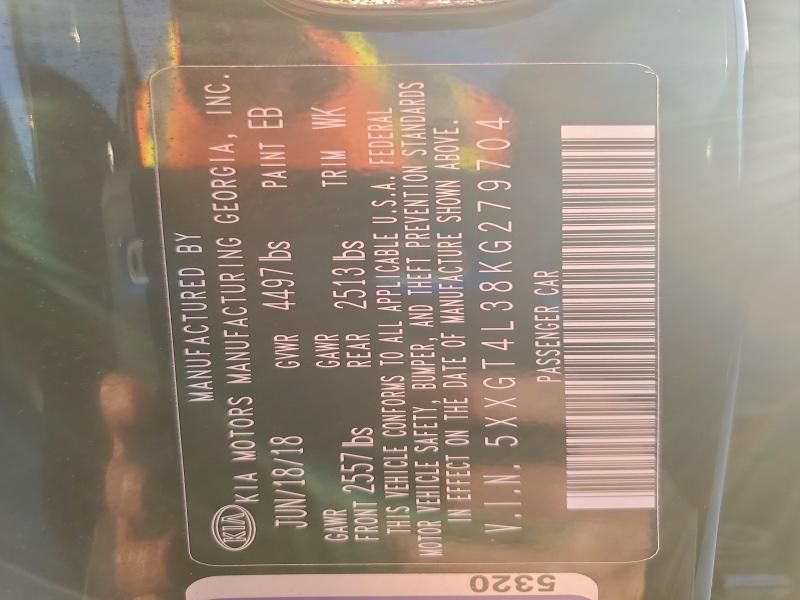 MANUFACTURED BY
KIA KIA MOTORS MANUFACTURING GEORGIA, INC.
JUN/18/18 GVWR 4497lbs PAINT EB
GAWR FRONT 2557lbs GAWR REAR 2513lbs TRIM WK
THIS VEHICLE CONFORMS TO ALL APPLICABLE U.S.A. FEDERAL
MOTOR VEHICLE SAFETY, BUMPER, AND THEFT PREVENTION STANDARDS
IN EFFECT ON THE DATE OF MANUFACTURE SHOWN ABOVE.
V.I.N. 5XXGT4L38KG279704
PASSENGER CAR
5320